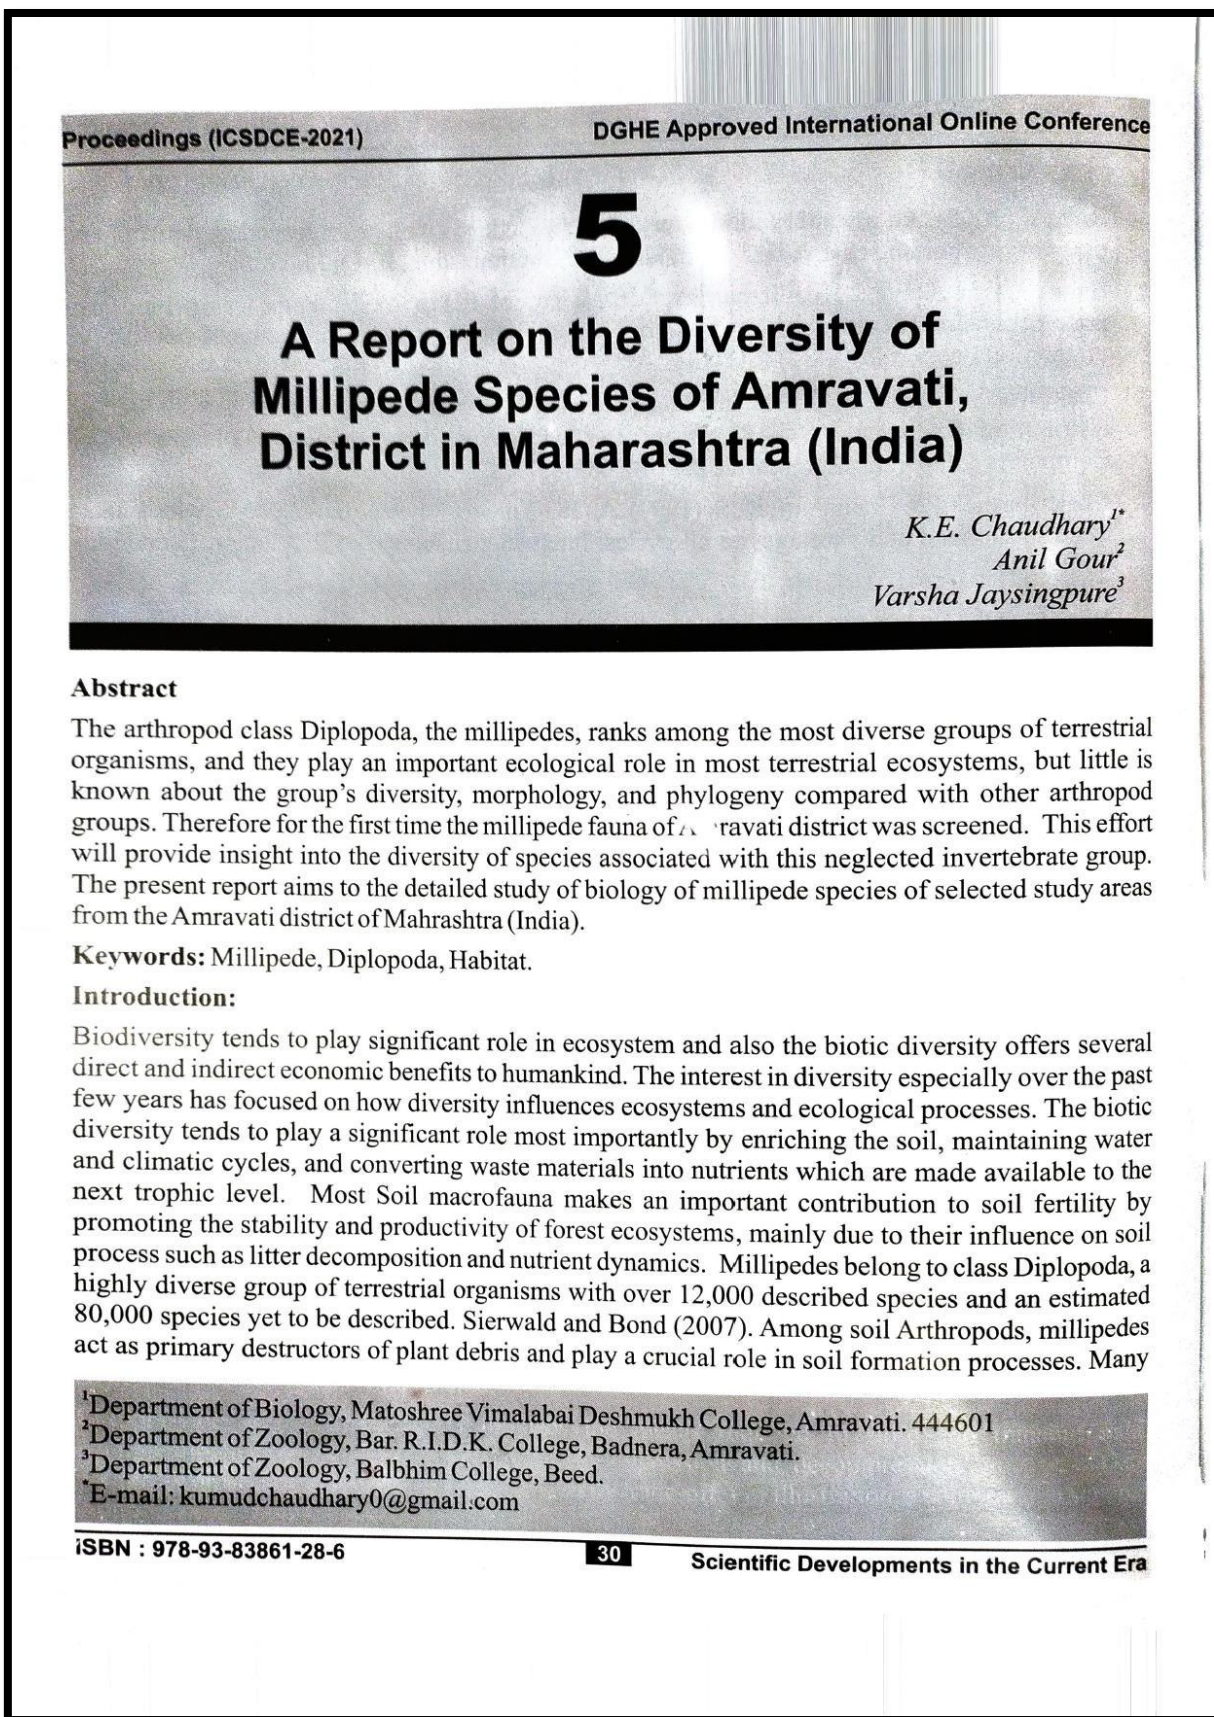 Proceedings (ICSDCE-2021)
DGHE Approved International Online Conference
5
A Report on the Diversity of
Millipede Species of Amravati,
District in Maharashtra (India)
K.E. Chaudhary¹*
Anil Gour²
Varsha Jaysingpure³
Abstract
The arthropod class Diplopoda, the millipedes, ranks among the most diverse groups of terrestrial
organisms, and they play an important ecological role in most terrestrial ecosystems, but little is
known about the group's diversity, morphology, and phylogeny compared with other arthropod
groups. Therefore for the first time the millipede fauna of ravati district was screened. This effort
will provide insight into the diversity of species associated with this neglected invertebrate group.
The present report aims to the detailed study of biology of millipede species of selected study areas
from the Amravati district of Mahrashtra (India).
Keywords: Millipede, Diplopoda, Habitat.
Introduction:
Biodiversity tends to play significant role in ecosystem and also the biotic diversity offers several
direct and indirect economic benefits to humankind. The interest in diversity especially over the past
few years has focused on how diversity influences ecosystems and ecological processes. The biotic
diversity tends to play a significant role most importantly by enriching the soil, maintaining water
and climatic cycles, and converting waste materials into nutrients which are made available to the
next trophic level. Most Soil macrofauna makes an important contribution to soil fertility by
promoting the stability and productivity of forest ecosystems, mainly due to their influence on soil
process such as litter decomposition and nutrient dynamics. Millipedes belong to class Diplopoda, a
highly diverse group of terrestrial organisms with over 12,000 described species and an estimated
80,000 species yet to be described. Sierwald and Bond (2007). Among soil Arthropods, millipedes
act as primary destructors of plant debris and play a crucial role in soil formation processes. Many
¹Department of Biology, Matoshree Vimalabai Deshmukh College, Amravati. 444601
²Department of Zoology, Bar. R.I.D.K. College, Badnera, Amravati.
³Department of Zoology, Balbhim College, Beed.
*E-mail: kumudchaudhary0@gmail.com
ISBN : 978-93-83861-28-6
30
Scientific Developments in the Current Era